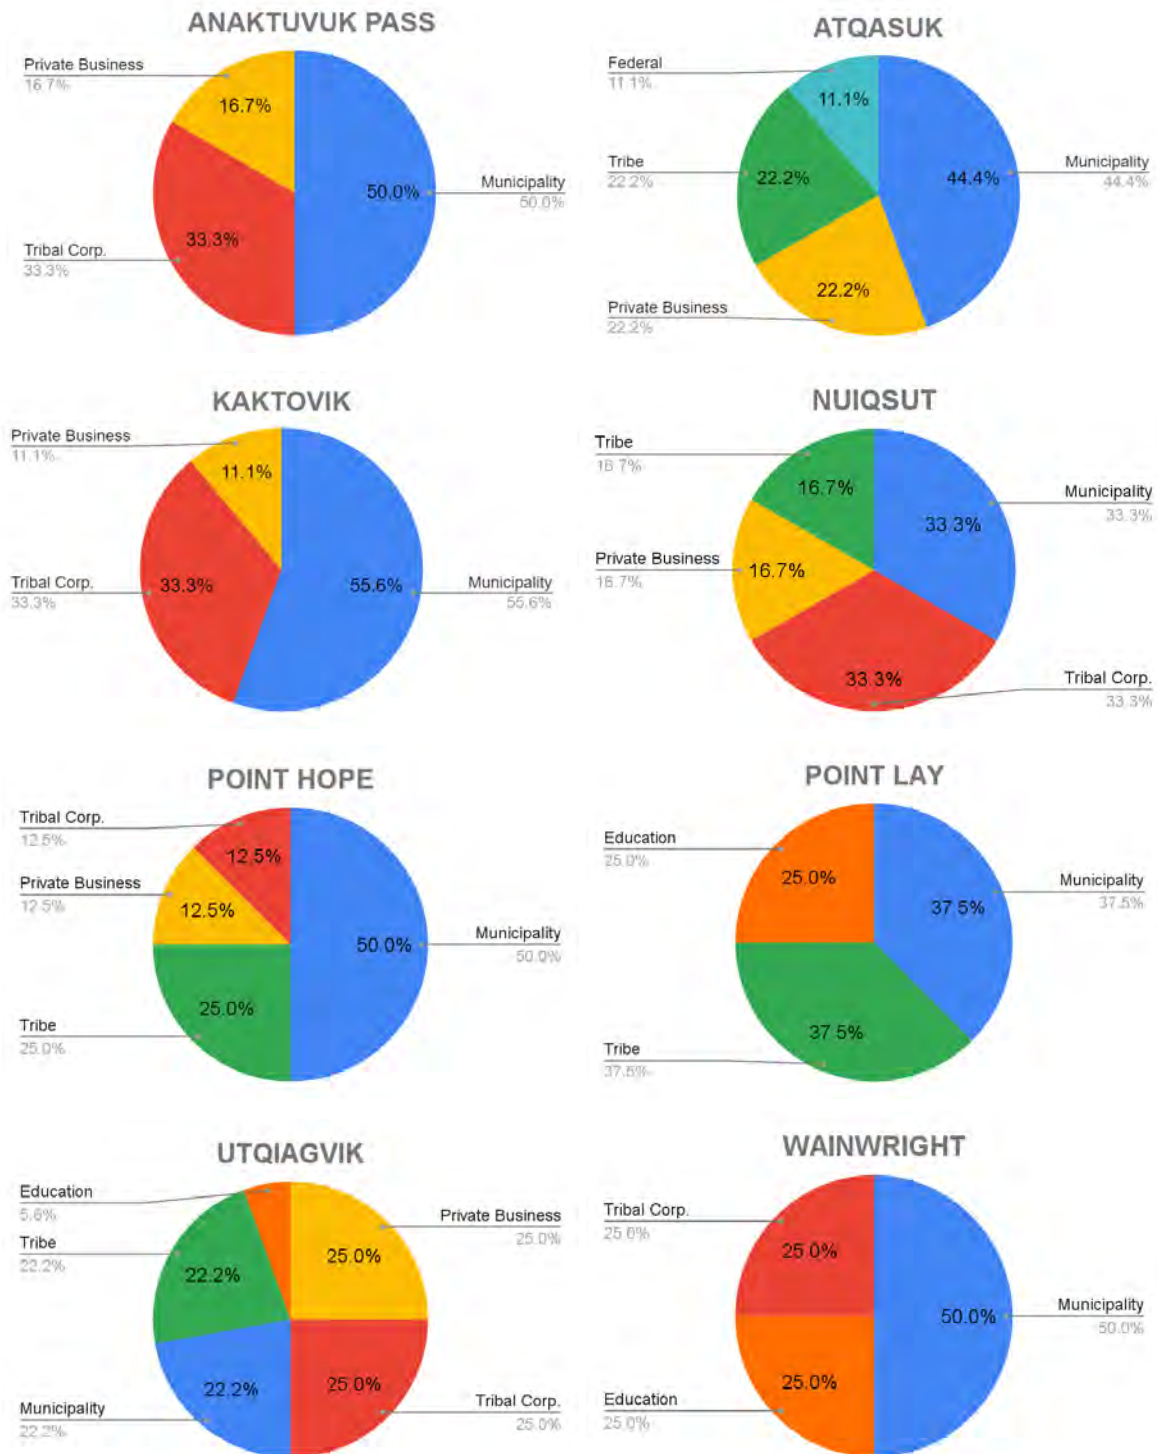 ANAKTUVUK PASS
Private Business
16.7%
16.7%
50.0%
Municipality
50.0%
33.3%
Tribal Corp.
33.3%
ATQASUK
Federal
11.1%
11.1%
Tribe
22.2%
22.2%
44.4%
Municipality
44.4%
22.2%
Private Business
22.2%
KAKTOVIK
Private Business
11.1%
11.1%
Tribal Corp.
33.3%
33.3%
55.6%
Municipality
55.6%
NUIQSUT
Tribe
16.7%
16.7%
Municipality
33.3%
33.3%
Private Business
16.7%
16.7%
33.3%
Tribal Corp.
33.3%
POINT HOPE
Tribal Corp.
12.5%
12.5%
Private Business
12.5%
12.5%
50.0%
Municipality
50.0%
25.0%
Tribe
25.0%
POINT LAY
Education
25.0%
25.0%
37.5%
Municipality
37.5%
37.5%
Tribe
37.5%
UTQIAGVIK
Education
5.6%
Private Business
25.0%
25.0%
Tribe
22.2%
22.2%
22.2%
25.0%
Municipality
22.2%
Tribal Corp.
25.0%
WAINWRIGHT
Tribal Corp.
25.0%
25.0%
50.0%
Municipality
50.0%
25.0%
Education
25.0%